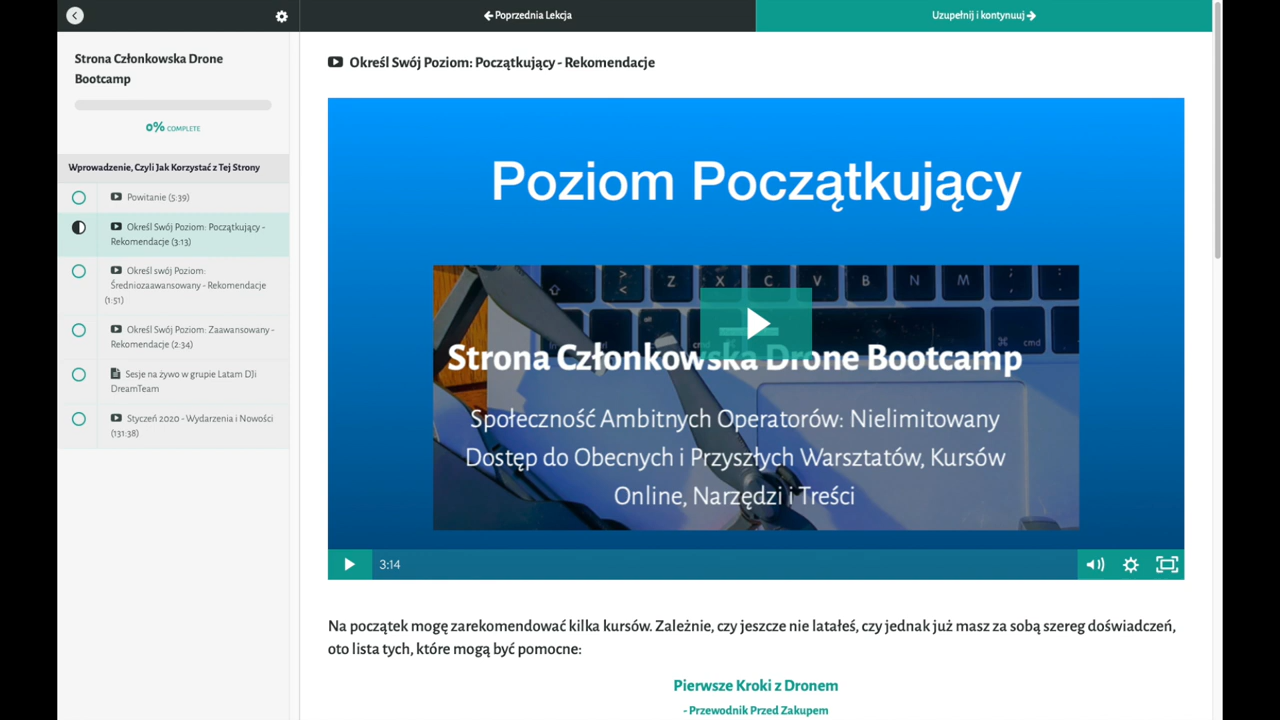 Poprzednia Lekcja
Uzupełnij i kontynuuj
Strona Członkowska Drone
Bootcamp
0% COMPLETE
Wprowadzenie, Czyli Jak Korzystać z Tej Strony
Powitanie (5:39)
Określ Swój Poziom: Początkujący -
Rekomendacje (3:13)
Określ swój Poziom:
Średniozaawansowany - Rekomendacje
(1:51)
Określ Swój Poziom: Zaawansowany -
Rekomendacje (2:34)
Sesje na żywo w grupie Latam DJi
DreamTeam
Styczeń 2020 - Wydarzenia i Nowości
(131:38)
Określ Swój Poziom: Początkujący - Rekomendacje
Poziom Początkujący
Z X C V B N M
Strona Członkowska Drone Bootcamp
cmd
Społeczność Ambitnych Operatorów: Nielimitowany
Dostęp do Obecnych i Przyszłych Warsztatów, Kursów
Online, Narzędzi i Treści
3:14
Na początek mogę zarekomendować kilka kursów. Zależnie, czy jeszcze nie latałeś, czy jednak już masz za sobą szereg doświadczeń,
oto lista tych, które mogą być pomocne:
Pierwsze Kroki z Dronem
- Przewodnik Przed Zakupem